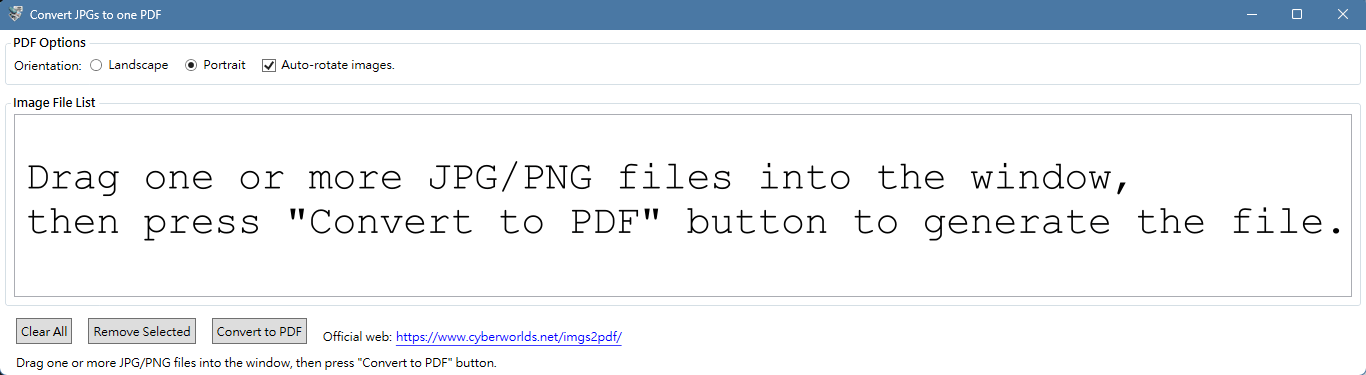 Convert JPGs to one PDF
PDF Options
Orientation: Landscape Portrait Auto-rotate images.
Image File List
Drag one or more JPG/PNG files into the window,
then press "Convert to PDF" button to generate the file.
Clear All Remove Selected Convert to PDF Official web: https://www.cyberworlds.net/imgs2pdf/
Drag one or more JPG/PNG files into the window, then press "Convert to PDF" button.